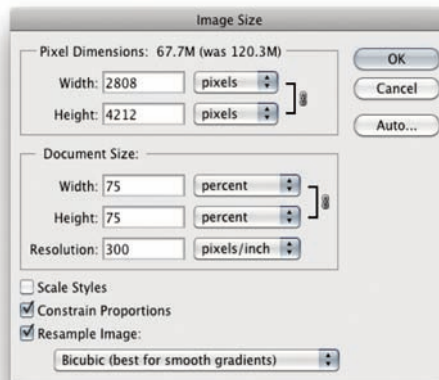 Image Size
Pixel Dimensions: 67.7M (was 120.3M)
Width: 2808 pixels
Height: 4212 pixels
OK
Cancel
Auto...
Document Size:
Width: 75 percent
Height: 75 percent
Resolution: 300 pixels/inch
Scale Styles
Constrain Proportions
Resample Image:
Bicubic (best for smooth gradients)